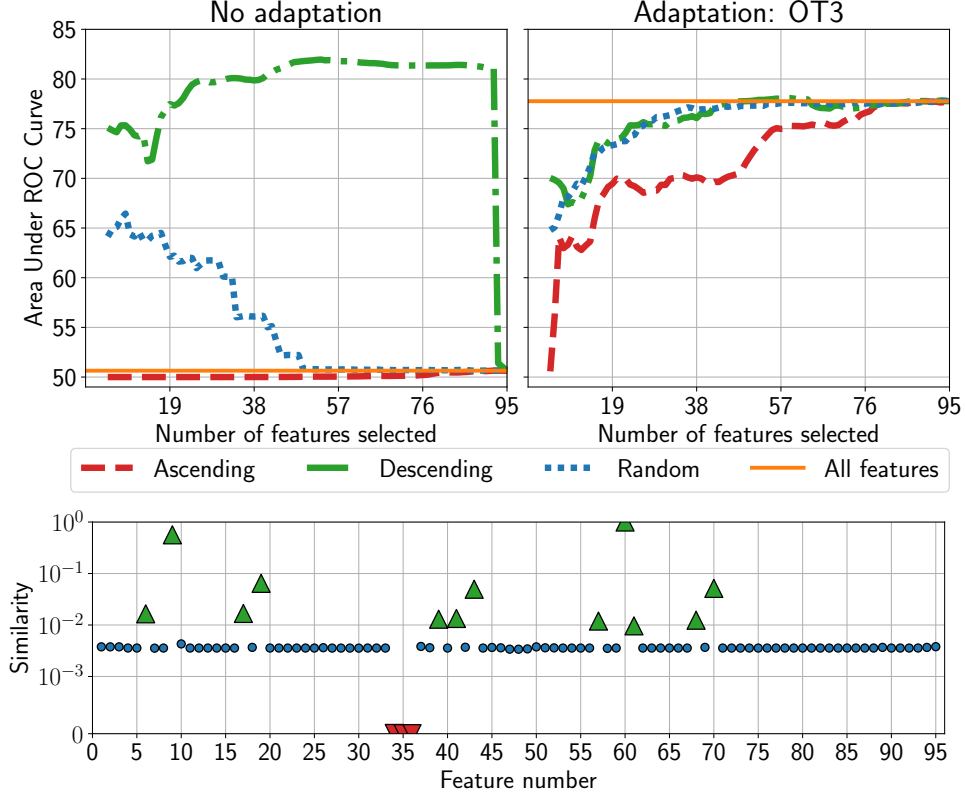 No adaptation
Adaptation: OT3
Area Under ROC Curve
85
80
75
70
65
60
55
50
19 38 57 76 95
19 38 57 76 95
Number of features selected
Number of features selected
Ascending Descending Random All features
Similarity
10^0
10^-1
10^-2
10^-3
0
0 5 10 15 20 25 30 35 40 45 50 55 60 65 70 75 80 85 90 95
Feature number